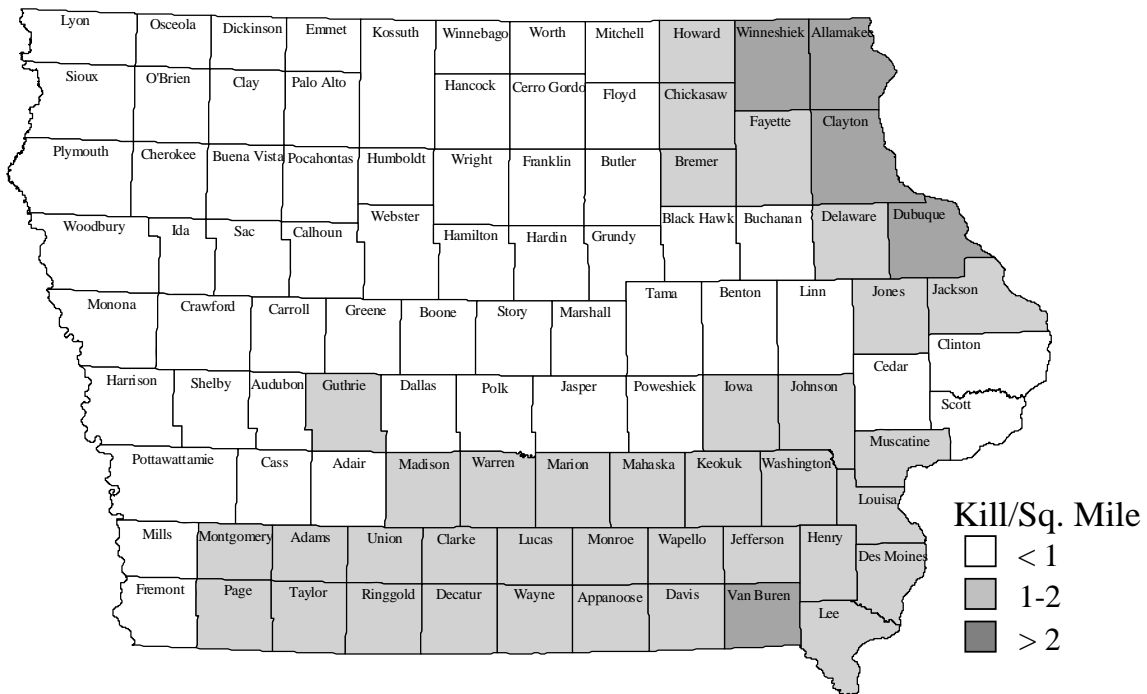 Lyon Osceola Dickinson Emmet Kossuth Winnebago Worth Mitchell Howard Winneshiek Allamakee
Sioux O'Brien Clay Palo Alto Hancock Cerro Gordo Floyd Chickasaw
Fayette Clayton
Plymouth Cherokee Buena Vista Pocahontas Humboldt Wright Franklin Butler Bremer
Woodbury Ida Sac Calhoun Webster Hamilton Hardin Grundy Black Hawk Buchanan Delaware Dubuque
Monona Crawford Carroll Greene Boone Story Marshall Tama Benton Linn Jones Jackson
Clinton
Harrison Shelby Audubon Guthrie Dallas Polk Jasper Poweshiek Iowa Johnson Cedar
Scott
Muscatine
Pottawattamie Cass Adair Madison Warren Marion Mahaska Keokuk Washington
Louisa
Mills Montgomery Adams Union Clarke Lucas Monroe Wapello Jefferson Henry Des Moines
Fremont Page Taylor Ringgold Decatur Wayne Appanoose Davis Van Buren Lee
Kill/Sq. Mile
< 1
1-2
> 2